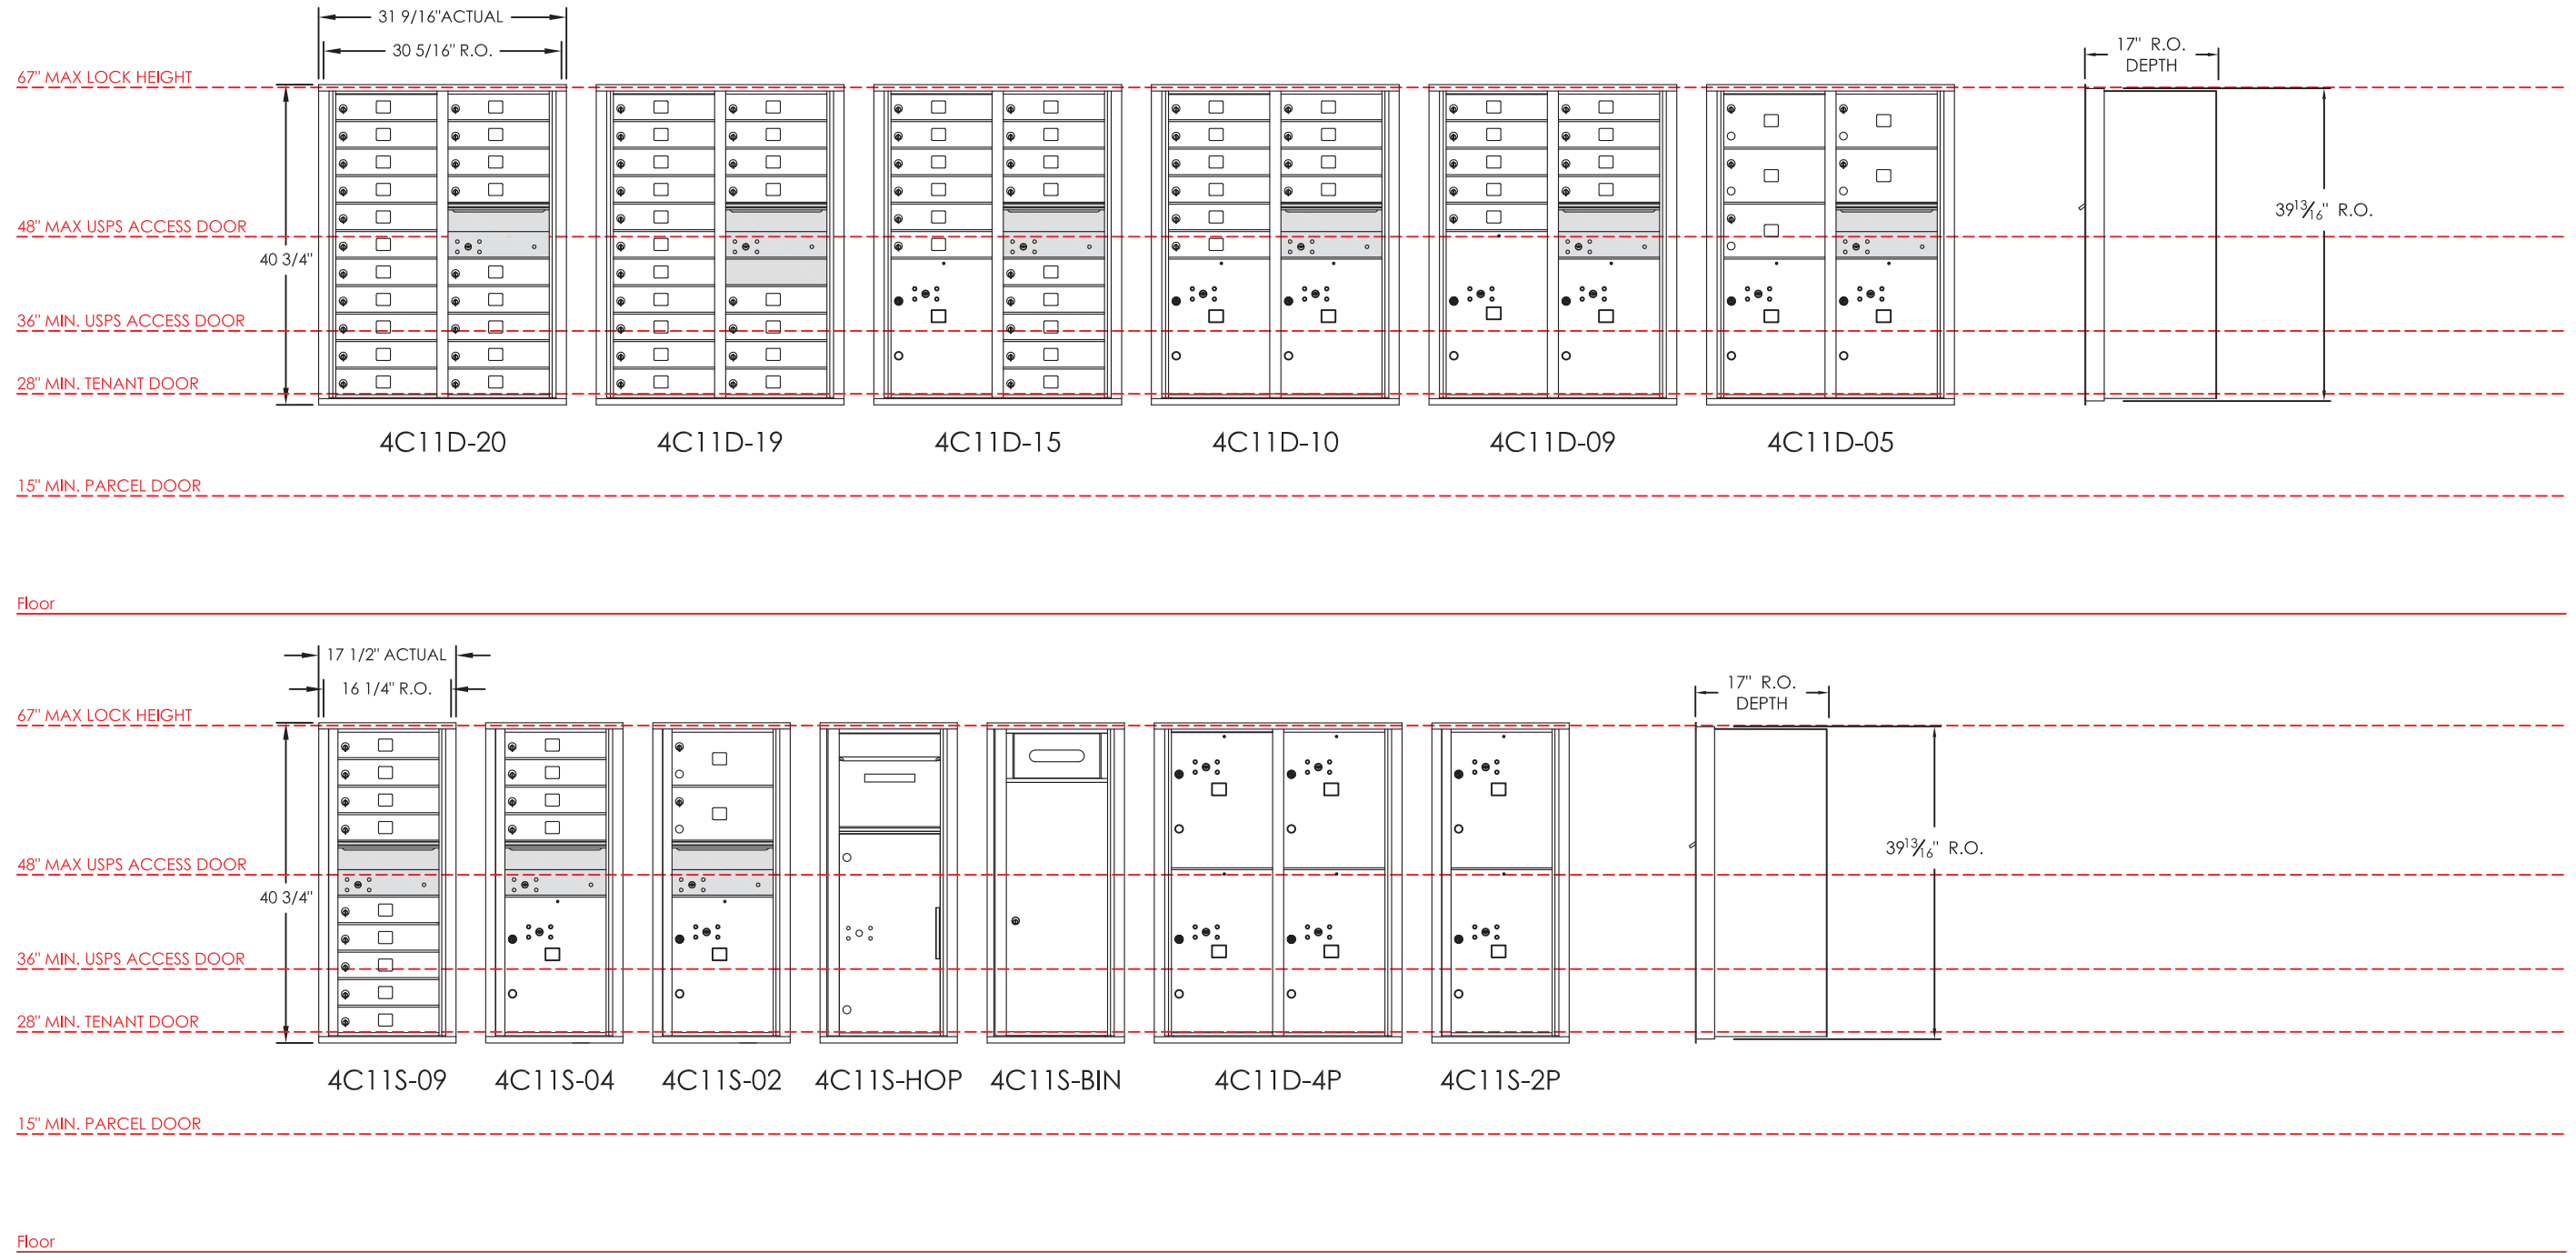 31 9/16"ACTUAL
30 5/16" R.O.
17" R.O.
DEPTH
67" MAX LOCK HEIGHT
48" MAX USPS ACCESS DOOR
40 3/4"
39 13/16" R.O.
36" MIN. USPS ACCESS DOOR
28" MIN. TENANT DOOR
4C11D-20 4C11D-19 4C11D-15 4C11D-10 4C11D-09 4C11D-05
15" MIN. PARCEL DOOR
Floor
17 1/2" ACTUAL
16 1/4" R.O.
17" R.O.
DEPTH
67" MAX LOCK HEIGHT
48" MAX USPS ACCESS DOOR
40 3/4"
39 13/16" R.O.
36" MIN. USPS ACCESS DOOR
28" MIN. TENANT DOOR
4C11S-09 4C11S-04 4C11S-02 4C11S-HOP 4C11S-BIN 4C11D-4P 4C11S-2P
15" MIN. PARCEL DOOR
Floor